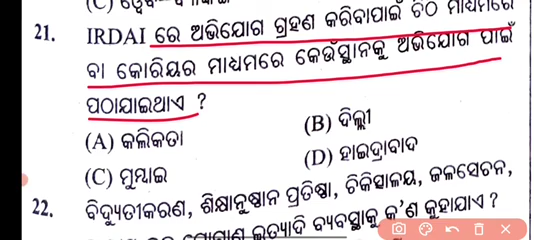 21. IRDAI ରେ ଅଭିଯୋଗ ଗ୍ରହଣ କରିବାପାଇଁ ଚିଠି ମାଧ୍ୟମରେ
ବା କୋରିୟର ମାଧ୍ୟମରେ କେଉଁସ୍ଥାନକୁ ଅଭିଯୋଗ ପାଇଁ
ପଠାଯାଇଥାଏ ?
(A) କଲିକତା
(B) ଦିଲ୍ଲୀ
(C) ମୁମ୍ବାଇ
(D) ହାଇଦ୍ରାବାଦ
22. ବିଦ୍ୟୁତୀକରଣ, ଶିକ୍ଷାନୁଷ୍ଠାନ ପ୍ରତିଷ୍ଠା, ଚିକିତ୍ସାଳୟ, ଜଳସେଚନ,
ଇତ୍ୟାଦି ବ୍ୟବସ୍ଥାକୁ କ'ଣ କୁହାଯାଏ ?